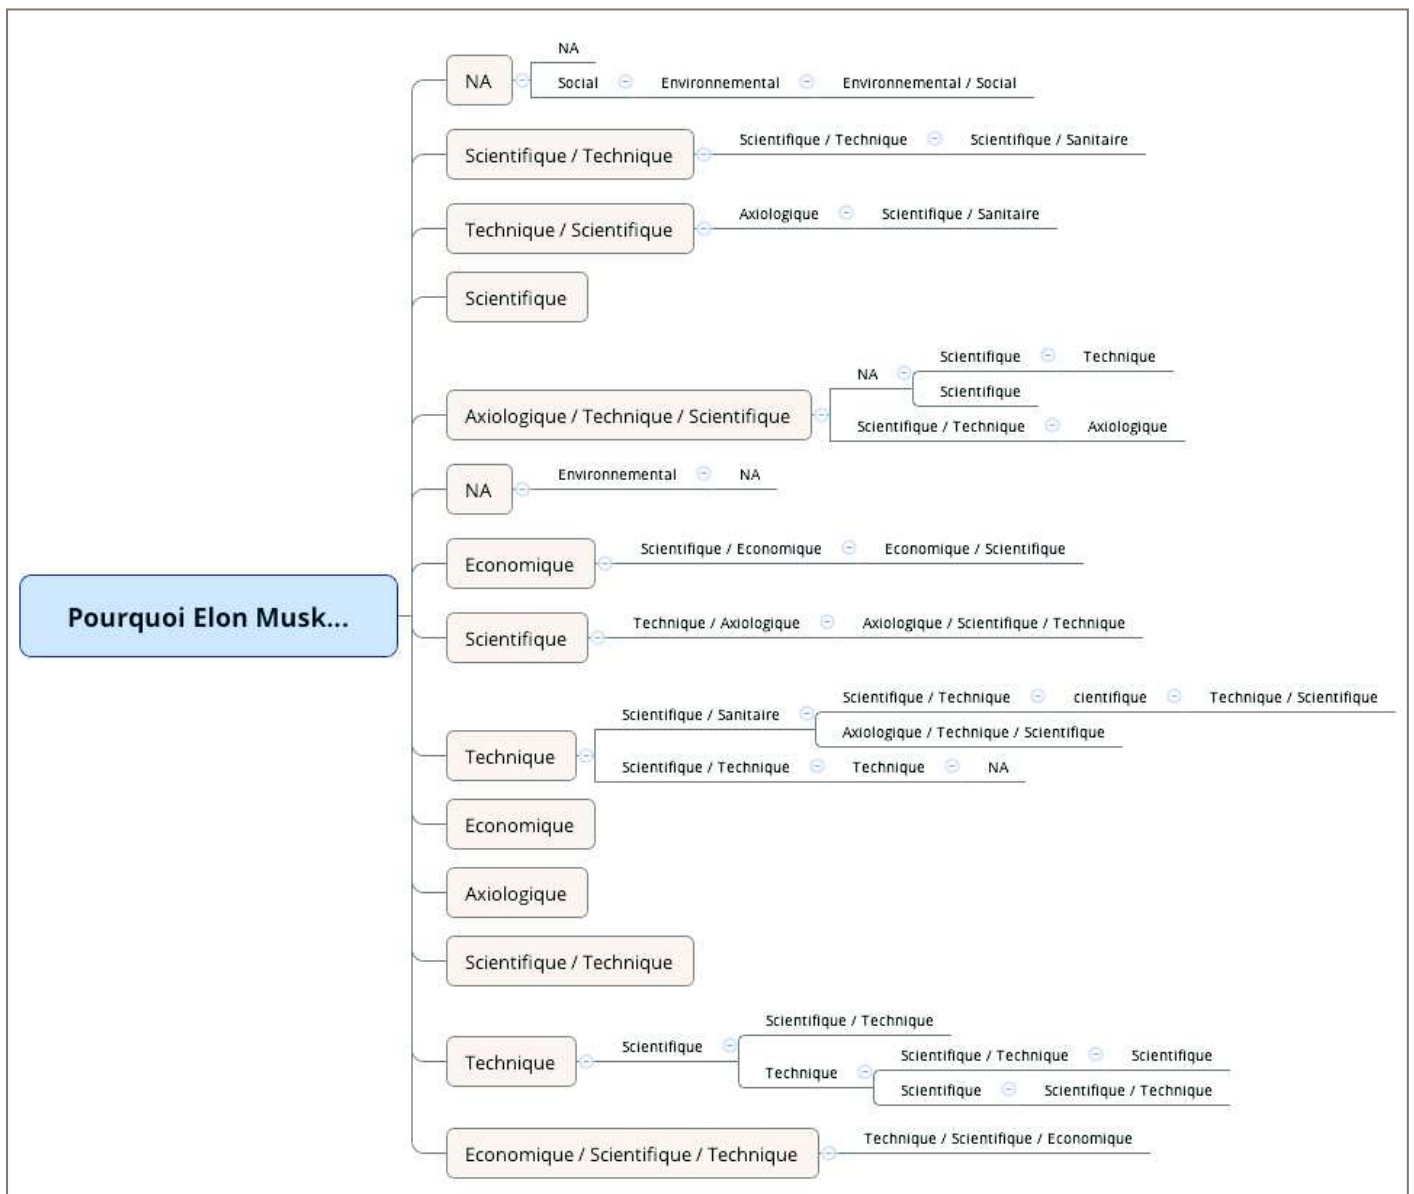 NA
NA
Social Environnemental Environnemental / Social
Scientifique / Technique Scientifique / Technique Scientifique / Sanitaire
Technique / Scientifique Axiologique Scientifique / Sanitaire
Scientifique
Axiologique / Technique / Scientifique
NA
Scientifique Technique
Scientifique
Scientifique / Technique Axiologique
NA Environnemental NA
Economique Scientifique / Economique Economique / Scientifique
Pourquoi Elon Musk...
Scientifique Technique / Axiologique Axiologique / Scientifique / Technique
Technique
Scientifique / Sanitaire
Scientifique / Technique cientifique Technique / Scientifique
Axiologique / Technique / Scientifique
Scientifique / Technique Technique NA
Economique
Axiologique
Scientifique / Technique
Technique Scientifique
Scientifique / Technique
Technique
Scientifique / Technique Scientifique
Scientifique Scientifique / Technique
Economique / Scientifique / Technique Technique / Scientifique / Economique